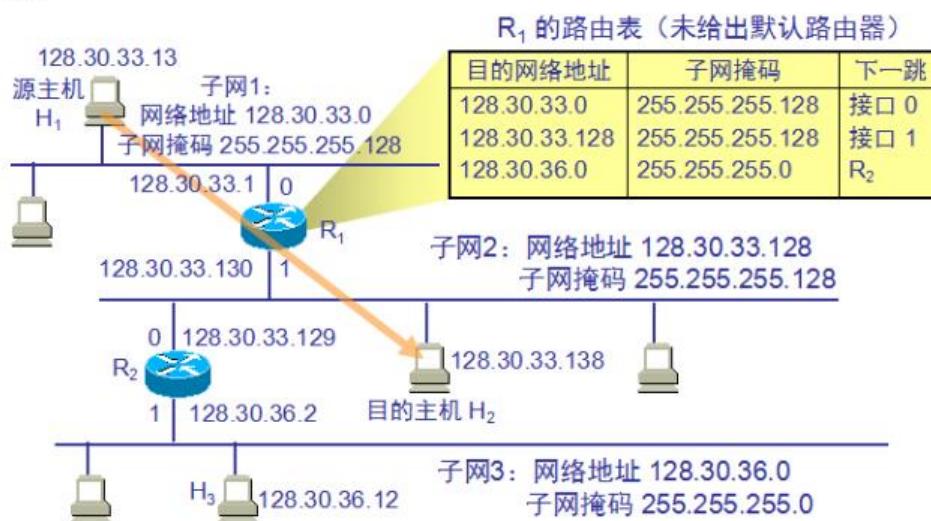 R₁ 的路由表（未给出默认路由器）
目的网络地址 子网掩码 下一跳
128.30.33.0 255.255.255.128 接口 0
128.30.33.128 255.255.255.128 接口 1
128.30.36.0 255.255.255.0 R₂
128.30.33.13
源主机
H₁
子网1：
网络地址 128.30.33.0
子网掩码 255.255.255.128
128.30.33.1
0
R₁
128.30.33.130
1
子网2：网络地址 128.30.33.128
子网掩码 255.255.255.128
0
128.30.33.129
R₂
1
128.30.36.2
128.30.33.138
目的主机 H₂
子网3：网络地址 128.30.36.0
子网掩码 255.255.255.0
H₃
128.30.36.12